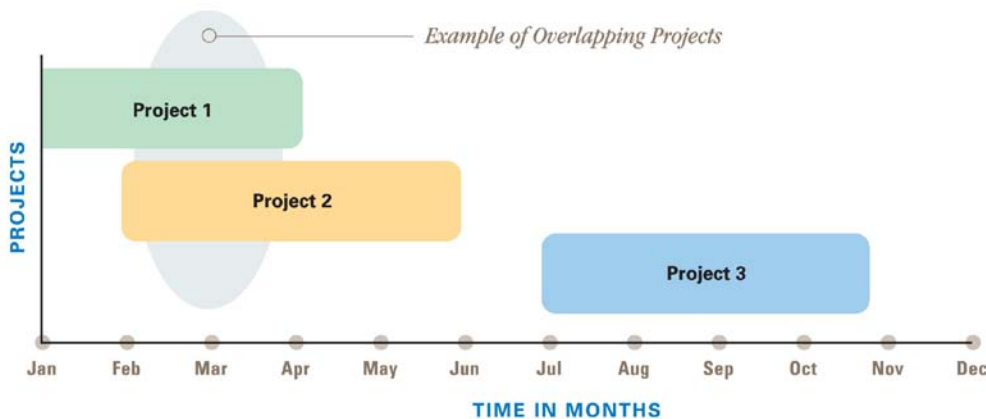 Example of Overlapping Projects
Project 1
PROJECTS
Project 2
Project 3
Jan Feb Mar Apr May Jun Jul Aug Sep Oct Nov Dec
TIME IN MONTHS